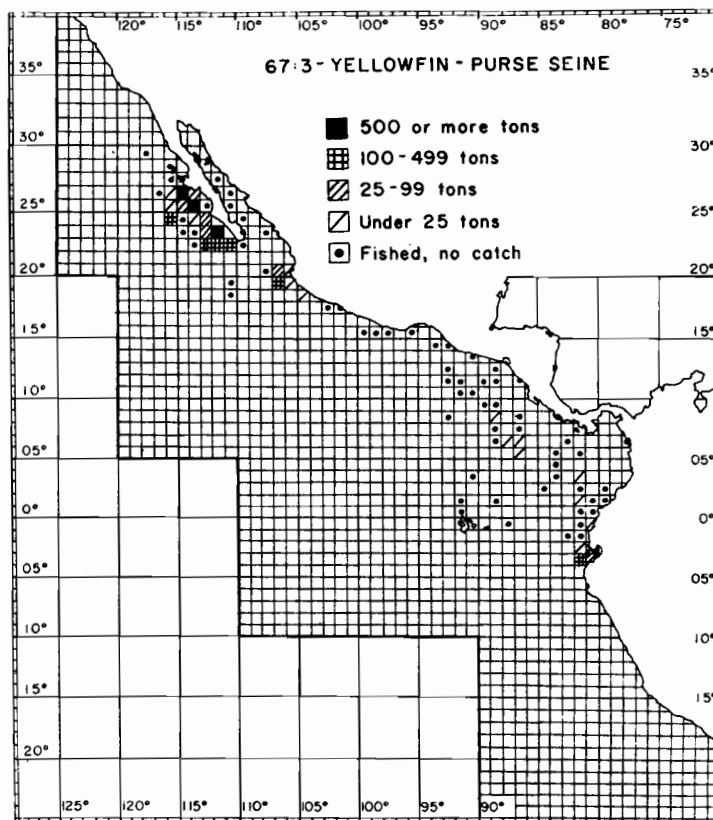 120° 115° 110° 105° 100° 95° 90° 85° 80° 75°
67:3-YELLOWFIN-PURSE SEINE
35° 35°
500 or more tons
30° 30°
100-499 tons
25-99 tons
25° 25°
Under 25 tons
Fished, no catch
20° 20°
15° 15°
10° 10°
05° 05°
0° 0°
05° 05°
10° 10°
15° 15°
20°
125° 120° 115° 110° 105° 100° 95° 90° 85° 80° 75°